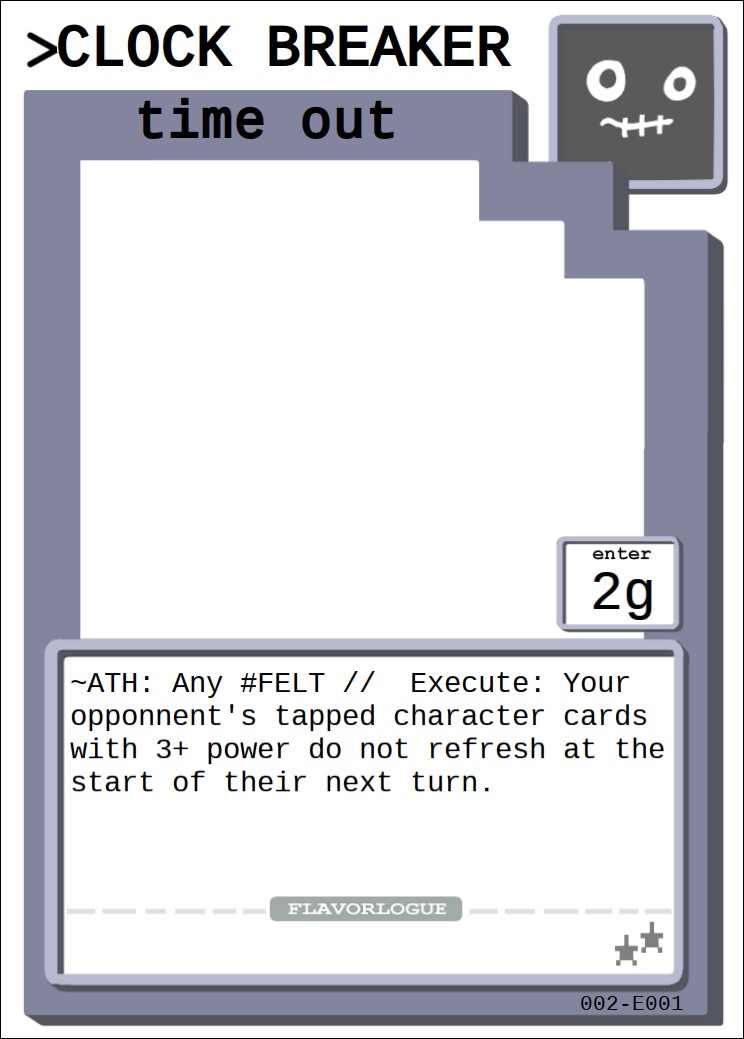 >CLOCK BREAKER
time out
enter
2g
~ATH: Any #FELT //  Execute: Your
opponnent's tapped character cards
with 3+ power do not refresh at the
start of their next turn.
FLAVORLOGUE
002-E001